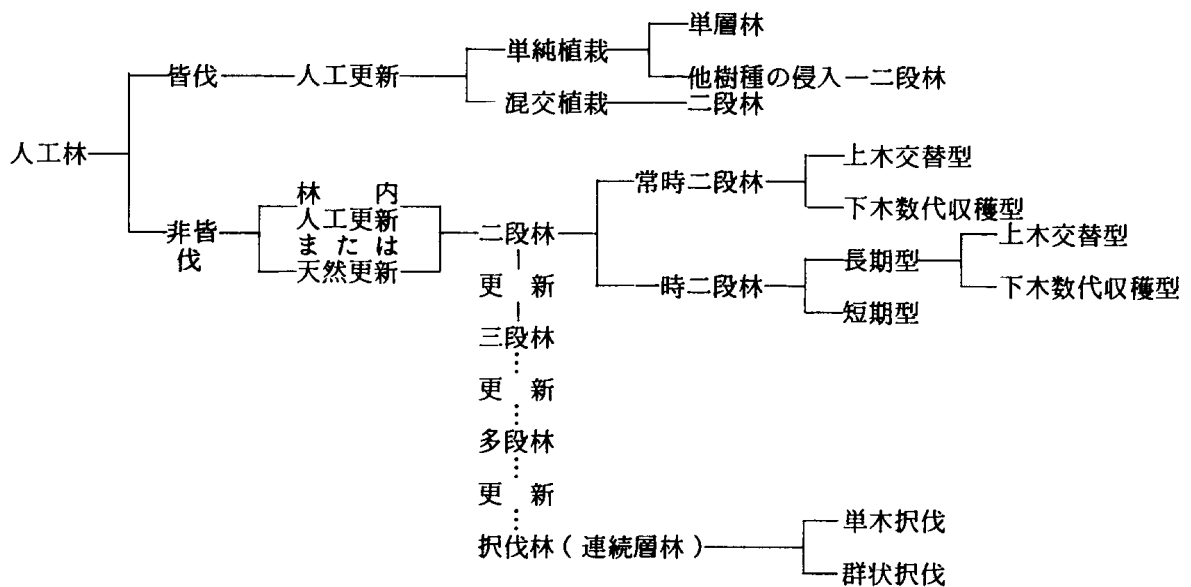 単層林
単純植栽
皆伐
人工更新
他樹種の侵入―二段林
混交植栽
二段林
人工林
上木交替型
常時二段林
下木数代収穫型
非皆伐
林内
人工更新
または
天然更新
二段林
上木交替型
長期型
一時二段林
下木数代収穫型
短期型
更新
三段林
更新
多段林
更新
択伐林(連続層林)
単木択伐
群状択伐